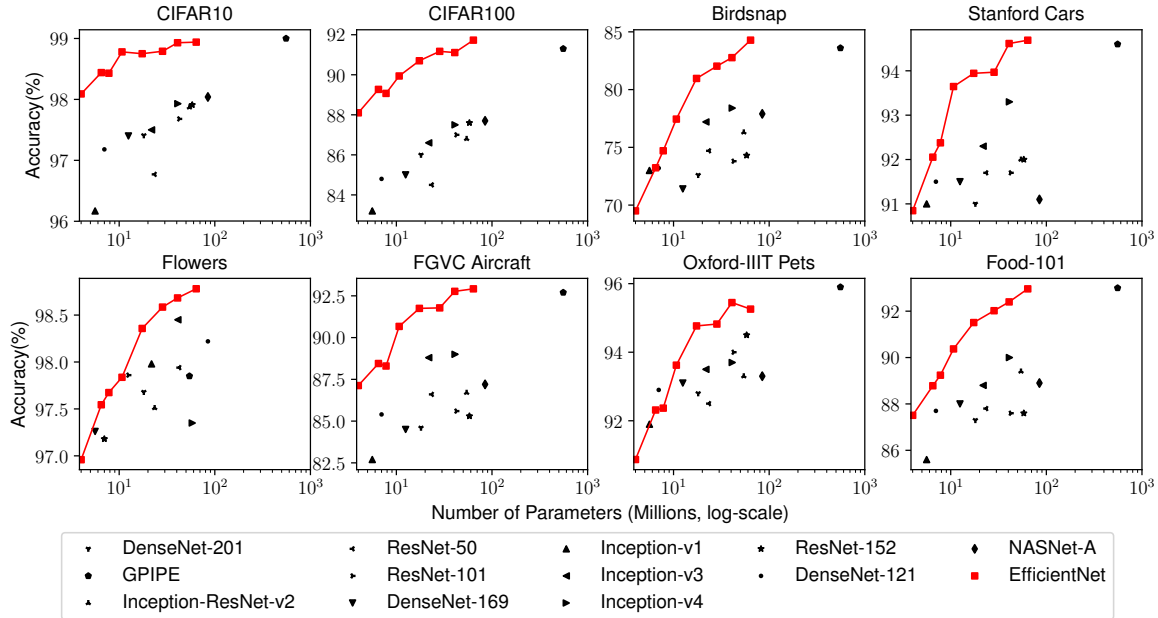 CIFAR10 CIFAR100 Birdsnap Stanford Cars
Accuracy(%)
99 98 97 96
92 90 88 86 84
85 80 75 70
94 93 92 91
10^1 10^2 10^3 10^1 10^2 10^3 10^1 10^2 10^3 10^1 10^2 10^3
Flowers FGVC Aircraft Oxford-IIIT Pets Food-101
Accuracy(%)
98.5 98.0 97.5 97.0
92.5 90.0 87.5 85.0 82.5
96 94 92
92 90 88 86
10^1 10^2 10^3 10^1 10^2 10^3 10^1 10^2 10^3 10^1 10^2 10^3
Number of Parameters (Millions, log-scale)
DenseNet-201 ResNet-50 Inception-v1 ResNet-152 NASNet-A
GPIPE ResNet-101 Inception-v3 DenseNet-121 EfficientNet
Inception-ResNet-v2 DenseNet-169 Inception-v4